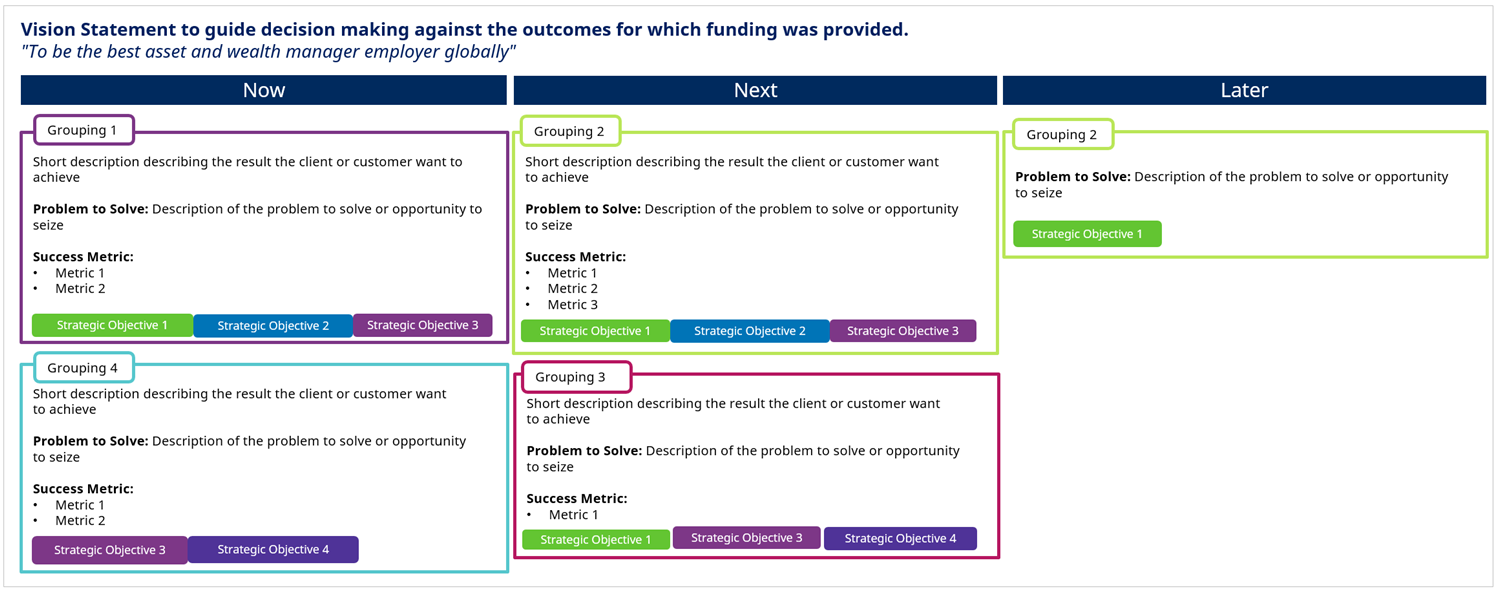 Vision Statement to guide decision making against the outcomes for which funding was provided.
"To be the best asset and wealth manager employer globally"
Now
Next
Later
Grouping 1
Short description describing the result the client or customer want to
achieve
Problem to Solve: Description of the problem to solve or opportunity to
seize
Success Metric:
• Metric 1
• Metric 2
Strategic Objective 1
Strategic Objective 2
Strategic Objective 3
Grouping 4
Short description describing the result the client or customer want
to achieve
Problem to Solve: Description of the problem to solve or opportunity
to seize
Success Metric:
• Metric 1
• Metric 2
Strategic Objective 3
Strategic Objective 4
Grouping 2
Short description describing the result the client or customer want
to achieve
Problem to Solve: Description of the problem to solve or opportunity
to seize
Success Metric:
• Metric 1
• Metric 2
• Metric 3
Strategic Objective 1
Strategic Objective 2
Strategic Objective 3
Grouping 3
Short description describing the result the client or customer want
to achieve
Problem to Solve: Description of the problem to solve or opportunity
to seize
Success Metric:
• Metric 1
Strategic Objective 1
Strategic Objective 3
Strategic Objective 4
Grouping 2
Problem to Solve: Description of the problem to solve or opportunity
to seize
Strategic Objective 1